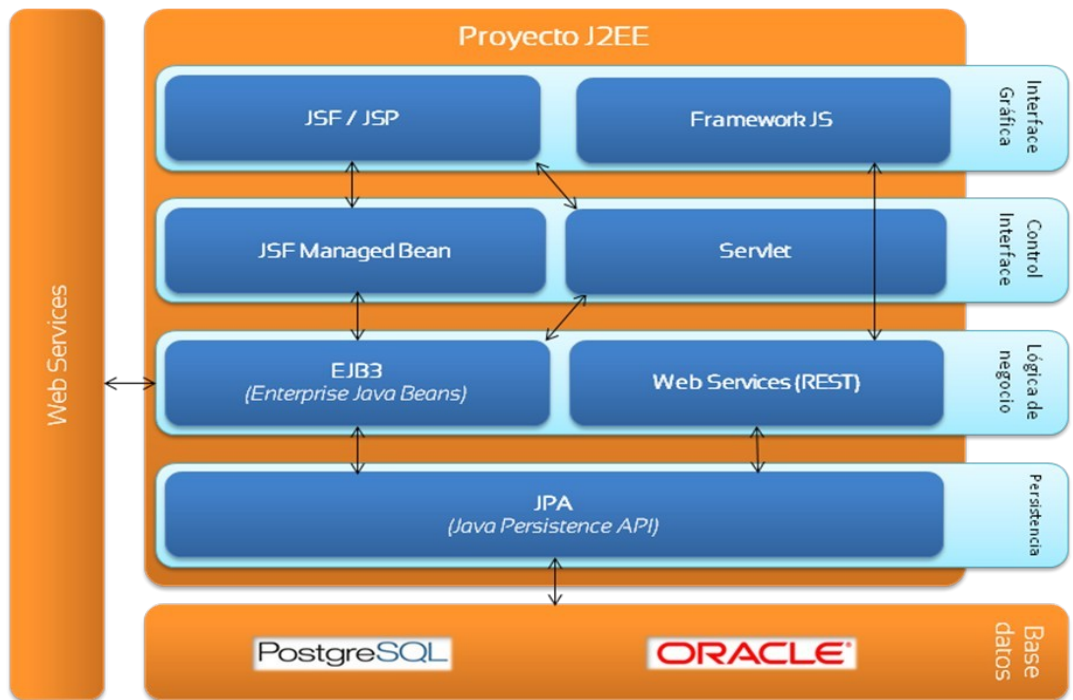 Proyecto J2EE
JSF / JSP
Framework JS
Interface
Gráfica
JSF Managed Bean
Servlet
Control
Interface
Web Services
EJB3
(Enterprise Java Beans)
Web Services (REST)
Lógica de
negocio
JPA
(Java Persistence API)
Persistencia
PostgreSQL
ORACLE®
Base
datos